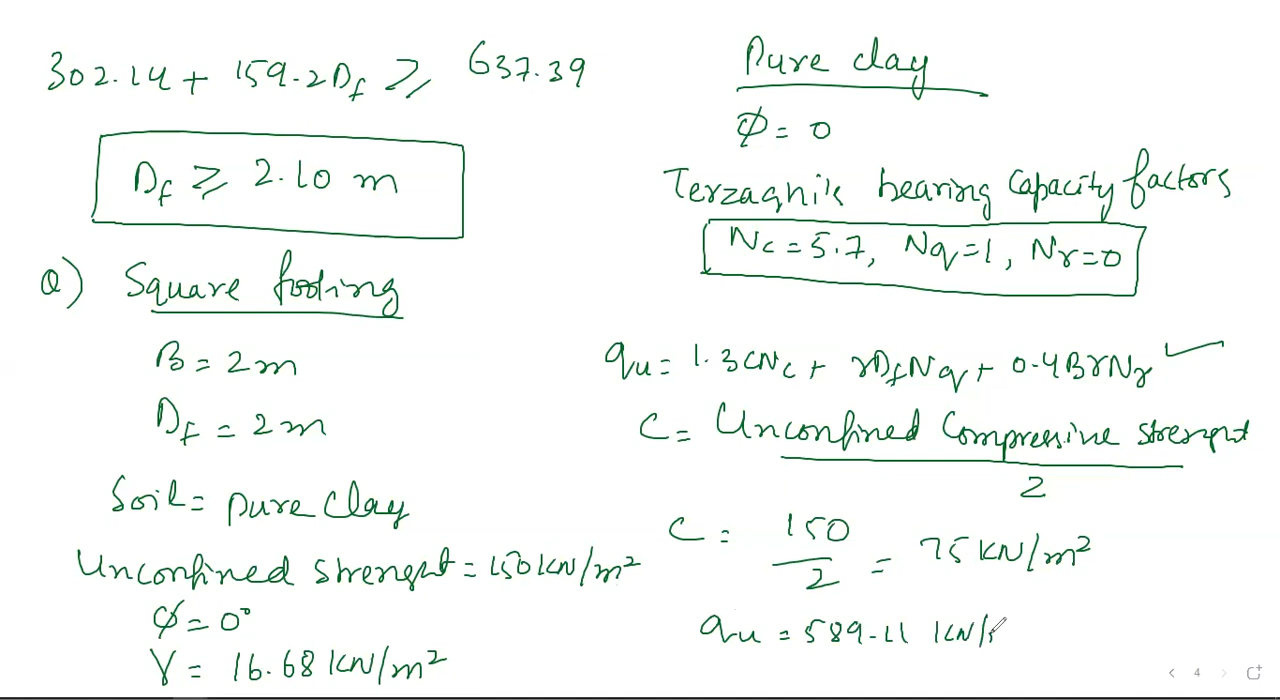 302.14 + 159.2Df ≥ 637.39
Df ≥ 2.10 m
Q) Square footing
B = 2m
Df = 2m
Soil = pure clay
Unconfined strenght = 150 KN/m²
φ = 0°
γ = 16.68 KN/m²
Pure clay
φ = 0
Terzaghi's bearing capacity factors
Nc = 5.7, Nq = 1, Nγ = 0
qu = 1.3CNc + γDfNq + 0.4BγNγ
C = Unconfined Compressive strenght
2
C = 150
2
= 75 KN/m²
qu = 589.11 KN/
4